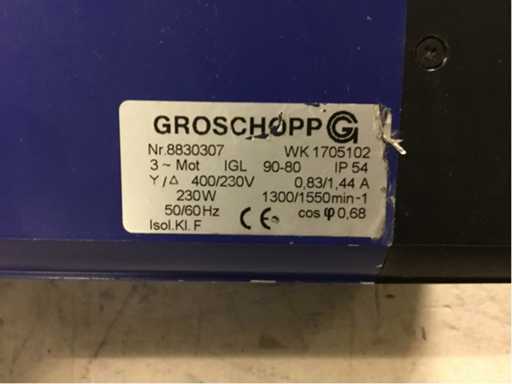 GROSCHOPP G
Nr.8830307 WK 1705102
3 ~ Mot IGL 90-80 IP 54
Y / Δ 400/230V 0,83/1,44 A
230W 1300/1550min-1
50/60Hz CE cos φ 0,68
Isol.Kl. F